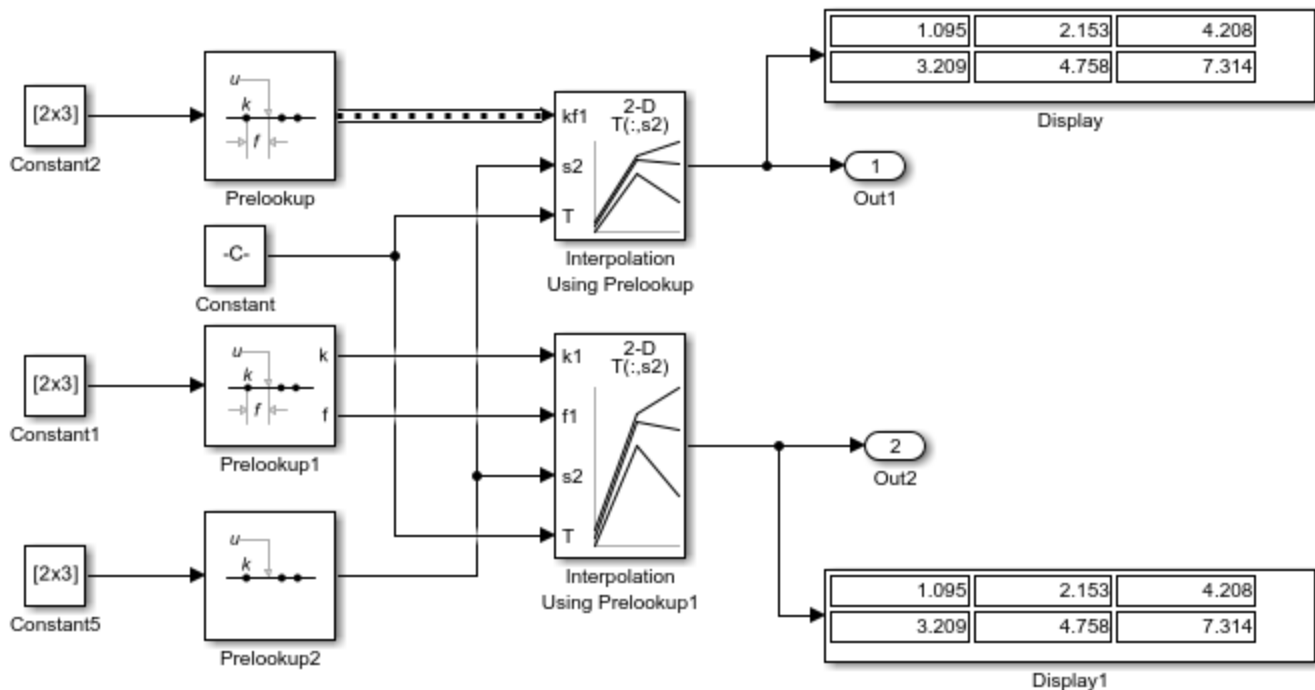 1.095 2.153 4.208
3.209 4.758 7.314
Display
[2x3]
Constant2
u
k
f
Prelookup
2-D
T(:,s2)
kf1
s2
T
Interpolation
Using Prelookup
1
Out1
-C-
Constant
[2x3]
Constant1
u
k
f
k
f
Prelookup1
2-D
T(:,s2)
k1
f1
s2
T
Interpolation
Using Prelookup1
2
Out2
[2x3]
Constant5
u
k
Prelookup2
1.095 2.153 4.208
3.209 4.758 7.314
Display1